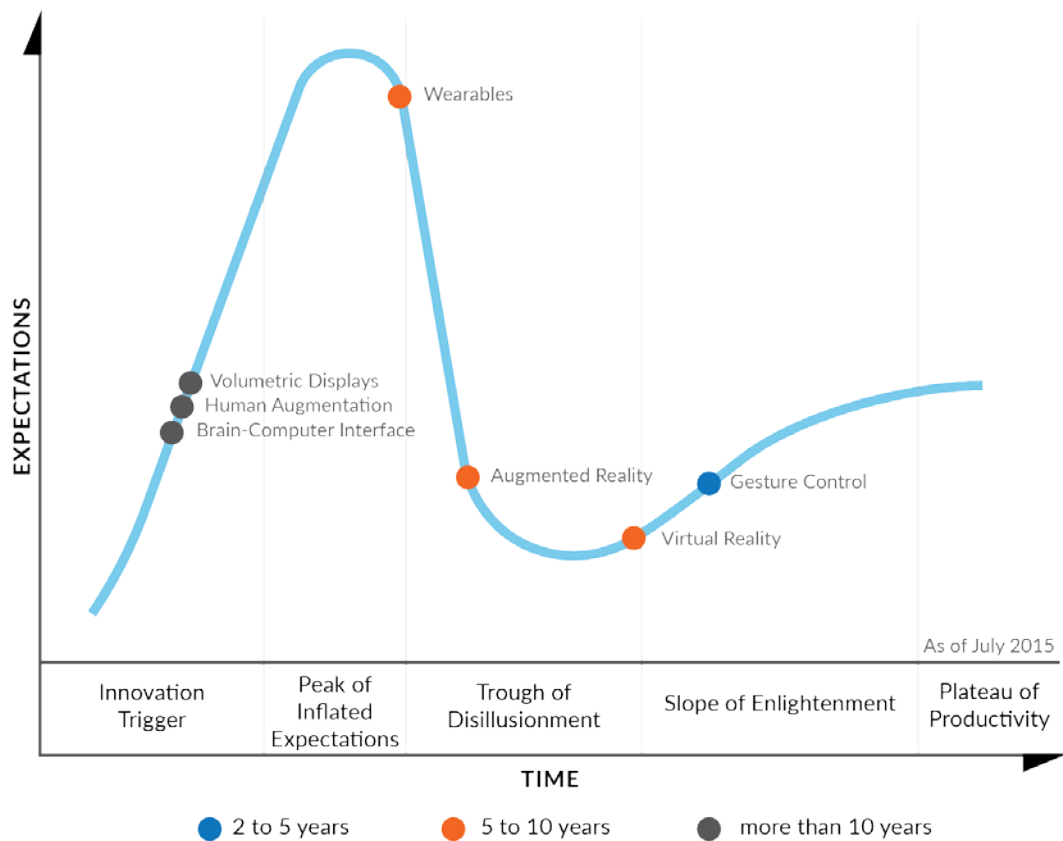 EXPECTATIONS
Wearables
Volumetric Displays
Human Augmentation
Brain-Computer Interface
Augmented Reality
Gesture Control
Virtual Reality
As of July 2015
Innovation
Trigger
Peak of
Inflated
Expectations
Trough of
Disillusionment
Slope of Enlightenment
Plateau of
Productivity
TIME
2 to 5 years
5 to 10 years
more than 10 years